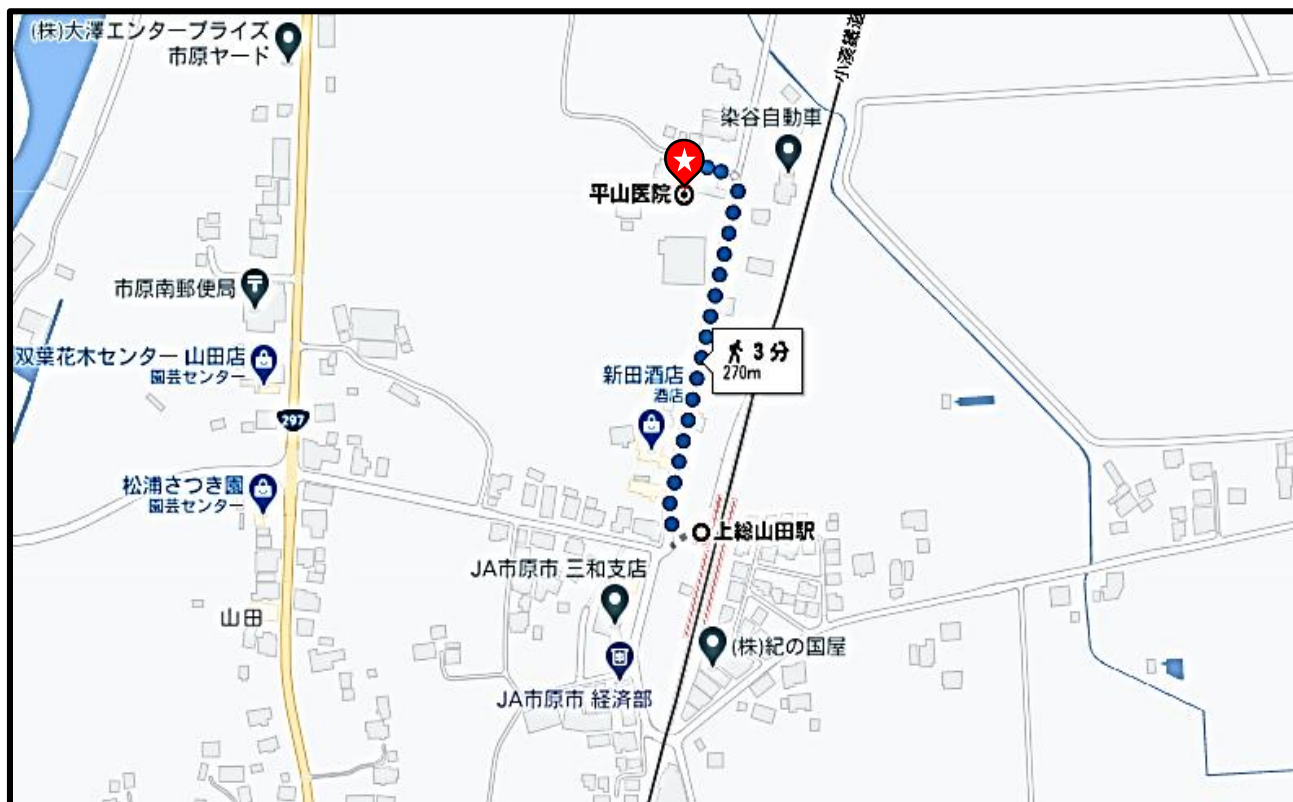 (株)大澤エンタープライズ
市原ヤード
小湊鐵道
染谷自動車
平山医院
市原南郵便局
双葉花木センター 山田店
園芸センター
3 分
270m
新田酒店
酒店
297
松浦さつき園
園芸センター
上総山田駅
JA市原市 三和支店
山田
(株)紀の国屋
JA市原市 経済部